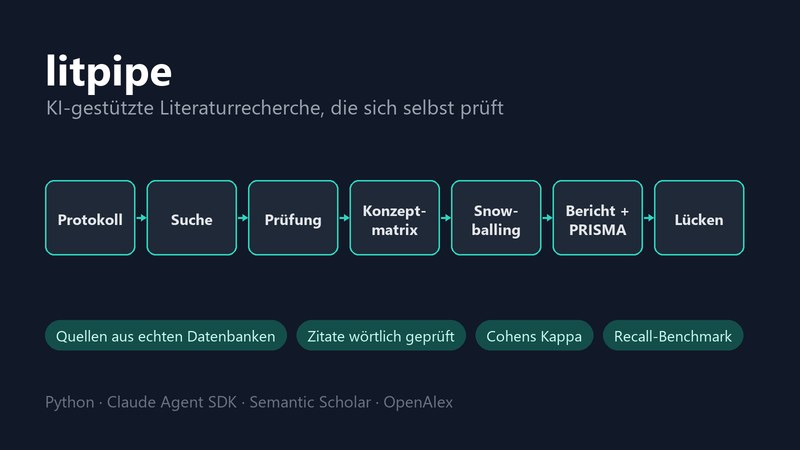 litpipe
KI-gestützte Literaturrecherche, die sich selbst prüft
Protokoll
Suche
Prüfung
Konzept-
matrix
Snow-
balling
Bericht +
PRISMA
Lücken
Quellen aus echten Datenbanken
Zitate wörtlich geprüft
Cohens Kappa
Recall-Benchmark
Python · Claude Agent SDK · Semantic Scholar · OpenAlex